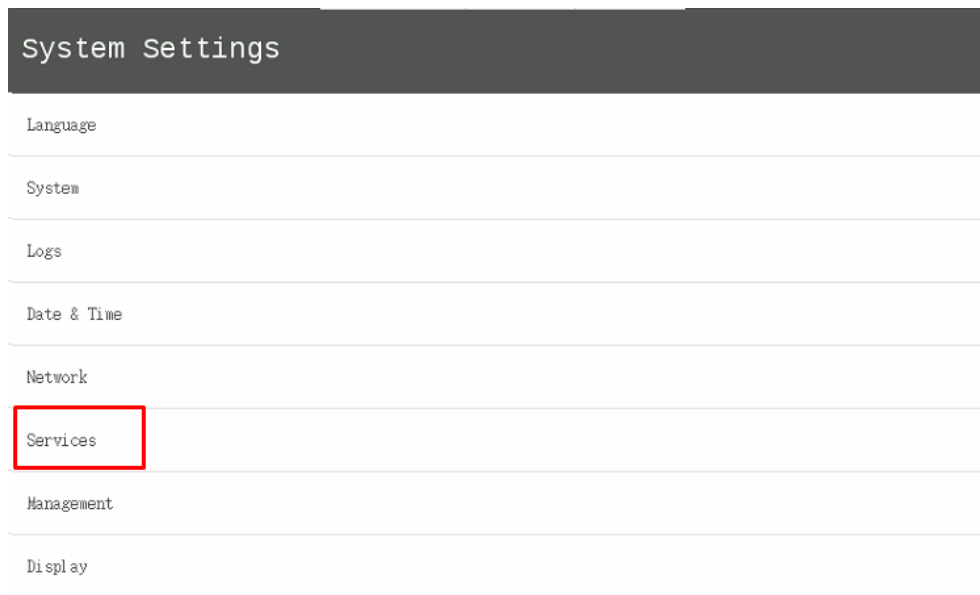 System Settings
Language
System
Logs
Date & Time
Network
Services
Management
Display